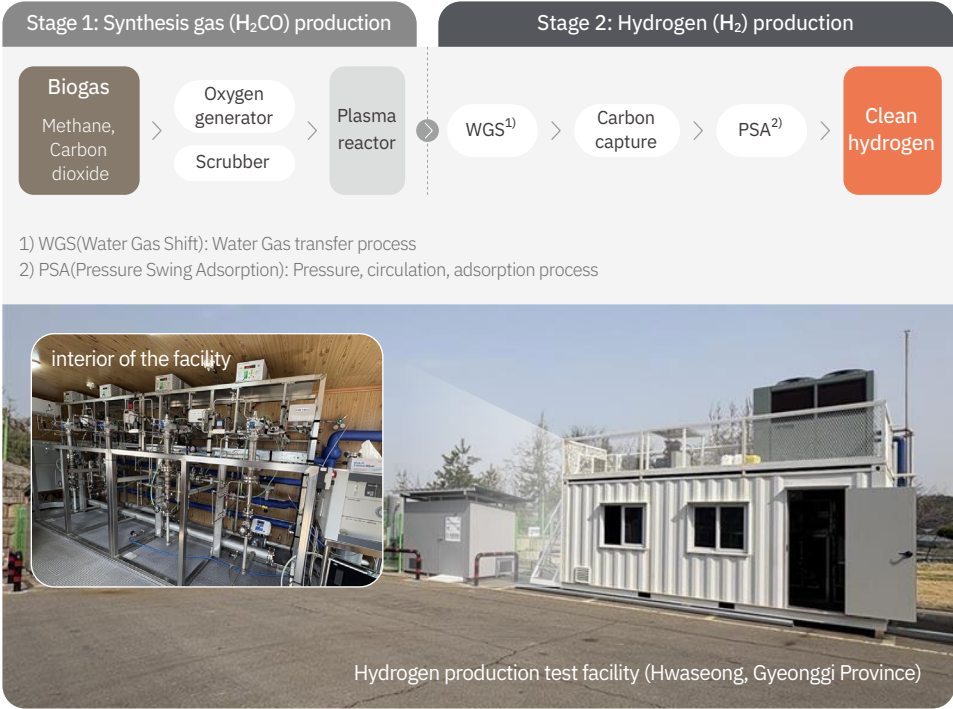 Stage 1: Synthesis gas (H₂CO) production
Stage 2: Hydrogen (H₂) production
Biogas
Methane,
Carbon
dioxide
Oxygen
generator
Scrubber
Plasma
reactor
WGS¹⁾
Carbon
capture
PSA²⁾
Clean
hydrogen
1) WGS(Water Gas Shift): Water Gas transfer process
2) PSA(Pressure Swing Adsorption): Pressure, circulation, adsorption process
interior of the facility
Hydrogen production test facility (Hwaseong, Gyeonggi Province)